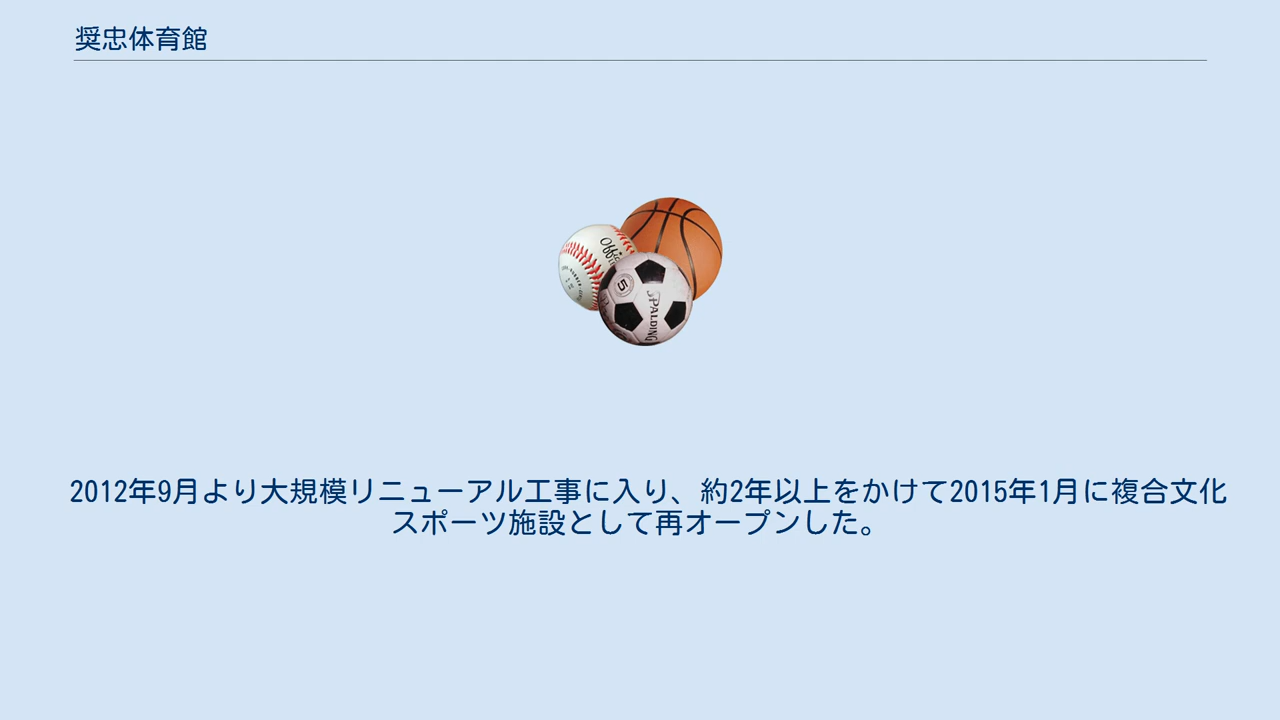 奨忠体育館
Offic
5
SPALDING
2012年9月より大規模リニューアル工事に入り、約2年以上をかけて2015年1月に複合文化
スポーツ施設として再オープンした。